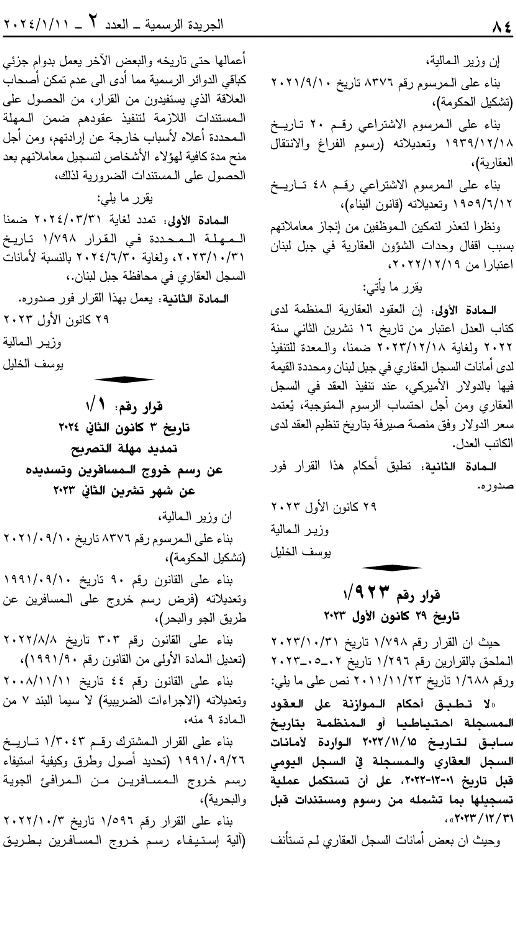 ٨٤
الجريدة الرسمية – العدد ٢ – ٢٠٢٤/١/١١
إن وزير المالية،
بناء على المرسوم رقم ٨٣٧٦ تاريخ ٢٠٢١/٩/١٠
(تشكيل الحكومة)،
بناء على المرسوم الاشتراعي رقم ٢٠ تاريخ
١٩٣٩/١٢/١٨ وتعديلاته (رسوم الفراغ والانتقال
العقارية)،
بناء على المرسوم الاشتراعي رقم ٤٨ تاريخ
١٩٥٩/٦/١٢ وتعديلاته (قانون البناء)،
ونظرا لتعذر لتمكين الموظفين من إنجاز معاملاتهم
بسبب اقفال وحدات الشؤون العقارية في جبل لبنان
اعتبارا من ٢٠٢٢/١٢/١٩،
يقرر ما يأتي:
المادة الأولى: إن العقود العقارية المنظمة لدى
كتاب العدل اعتبار من تاريخ ١٦ تشرين الثاني سنة
٢٠٢٢ ولغاية ٢٠٢٣/١٢/١٨ ضمنا، والمعدة للتنفيذ
لدى أمانات السجل العقاري في جبل لبنان ومحددة القيمة
فيها بالدولار الأميركي، عند تنفيذ العقد في السجل
العقاري ومن أجل احتساب الرسوم المتوجبة، يُعتمد
سعر الدولار وفق منصة صيرفة بتاريخ تنظيم العقد لدى
الكاتب العدل.
المادة الثانية: تطبق أحكام هذا القرار فور
صدوره.
٢٩ كانون الأول ٢٠٢٣
وزير المالية
يوسف الخليل
قرار رقم ١/٩٢٣
تاريخ ٢٩ كانون الأول ٢٠٢٣
حيث ان القرار رقم ١/٧٩٨ تاريخ ٢٠٢٣/١٠/٣١
الملحق بالقرارين رقم ١/٢٩٦ تاريخ ٠٢–٠٥–٢٠٢٣
ورقم ١/٦٨٨ تاريخ ٢٠١١/١١/٢٣ نص على ما يلي:
«لا تطبق أحكام الموازنة على العقود
المسجلة احتياطيا أو المنظمة بتاريخ
سابق لتاريخ ٢٠٢٢/١١/١٥ الواردة لأمانات
السجل العقاري والمسجلة في السجل اليومي
قبل تاريخ ٠١-١٢-٢٠٢٢، على أن تستكمل عملية
تسجيلها بما تشمله من رسوم ومستندات قبل
٢٠٢٣/١٢/٣١»،
وحيث ان بعض أمانات السجل العقاري لم تستأنف
أعمالها حتى تاريخه والبعض الآخر يعمل بدوام جزئي
كباقي الدوائر الرسمية مما أدى الى عدم تمكن أصحاب
العلاقة الذي يستفيدون من القرار، من الحصول على
المستندات اللازمة لتنفيذ عقودهم ضمن المهلة
المحددة أعلاه لأسباب خارجة عن إرادتهم، ومن أجل
منح مدة كافية لهؤلاء الأشخاص لتسجيل معاملاتهم بعد
الحصول على المستندات الضرورية لذلك،
يقرر ما يلي:
المادة الأولى: تمدد لغاية ٢٠٢٤/٠٣/٣١ ضمنا
المهلة المحددة في القرار ١/٧٩٨ تاريخ
٢٠٢٣/١٠/٣١، ولغاية ٢٠٢٤/٦/٣٠ بالنسبة لأمانات
السجل العقاري في محافظة جبل لبنان.،
المادة الثانية: يعمل بهذا القرار فور صدوره.
٢٩ كانون الأول ٢٠٢٣
وزير المالية
يوسف الخليل
قرار رقم: ١/١
تاريخ ٣ كانون الثاني ٢٠٢٤
تمديد مهلة التصريح
عن رسم خروج المسافرين وتسديده
عن شهر تشرين الثاني ٢٠٢٣
ان وزير المالية،
بناء على المرسوم رقم ٨٣٧٦ تاريخ ٢٠٢١/٠٩/١٠
(تشكيل الحكومة)،
بناء على القانون رقم ٩٠ تاريخ ١٩٩١/٠٩/١٠
وتعديلاته (فرض رسم خروج على المسافرين عن
طريق الجو والبحر)،
بناء على القانون رقم ٣٠٣ تاريخ ٢٠٢٢/٨/٨
(تعديل المادة الأولى من القانون رقم ١٩٩١/٩٠)،
بناء على القانون رقم ٤٤ تاريخ ٢٠٠٨/١١/١١
وتعديلاته (الاجراءات الضريبية) لا سيما البند ٧ من
المادة ٩ منه،
بناء على القرار المشترك رقم ١/٣٠٤٣ تاريخ
١٩٩١/٠٩/٢٦ (تحديد أصول وطرق وكيفية استيفاء
رسم خروج المسافرين من المرافئ الجوية
والبحرية)،
بناء على القرار رقم ١/٥٩٦ تاريخ ٢٠٢٢/١٠/٣
(آلية إستيفاء رسم خروج المسافرين بطريق